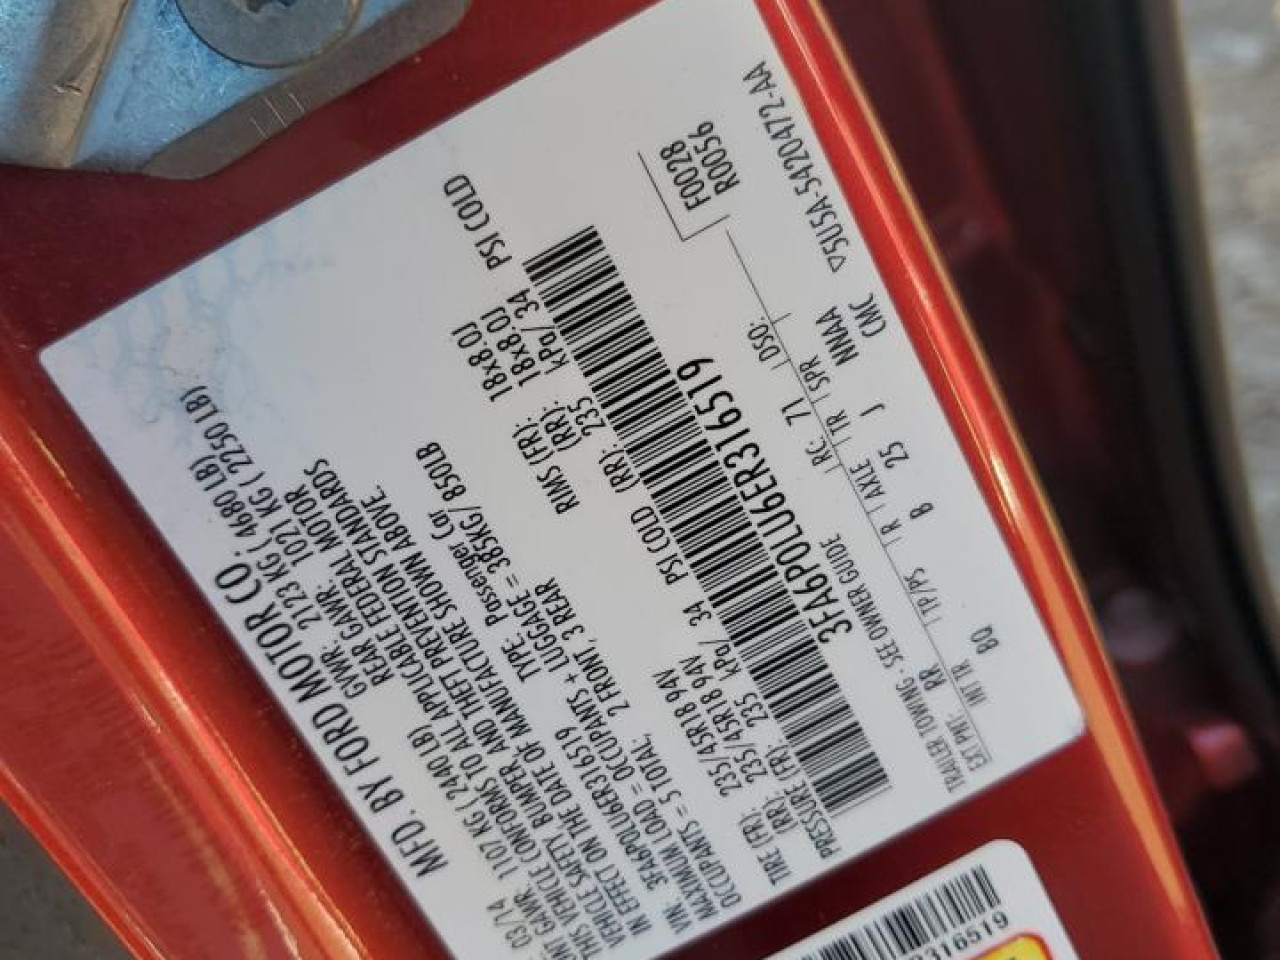 MFD. BY FORD MOTOR CO.
03/14 GVWR: 2123 KG ( 4680 LB)
NT GAWR: 1107 KG ( 2440 LB) REAR GAWR: 1021 KG ( 2250 LB)
THIS VEHICLE CONFORMS TO ALL APPLICABLE FEDERAL MOTOR
VEHICLE SAFETY, BUMPER, AND THEFT PREVENTION STANDARDS
IN EFFECT ON THE DATE OF MANUFACTURE SHOWN ABOVE.
VIN: 3FA6P0LU6ER316519 TYPE: Passenger Car
MAXIMUM LOAD = OCCUPANTS + LUGGAGE = 385KG/ 850LB
OCCUPANTS = 5 TOTAL, 2 FRONT, 3 REAR
TIRE (FR): 235/45R18 94V RIMS (FR): 18x8.0J
(RR): 235/45R18 94V (RR): 18x8.0J
PRESSURE (FR): 235 kPa/ 34 PSI COLD (RR): 235 kPa/ 34 PSI COLD
3FA6P0LU6ER316519
F0028
R0056
TRAILER TOWING- SEE OWNER GUIDE
EXT PNT: RR RC: 71 DSO:
INT TR TP/PS R AXLE TR SPR
BQ B 25 J NNAA CMC
▽5U5A-5420472-AA
316519